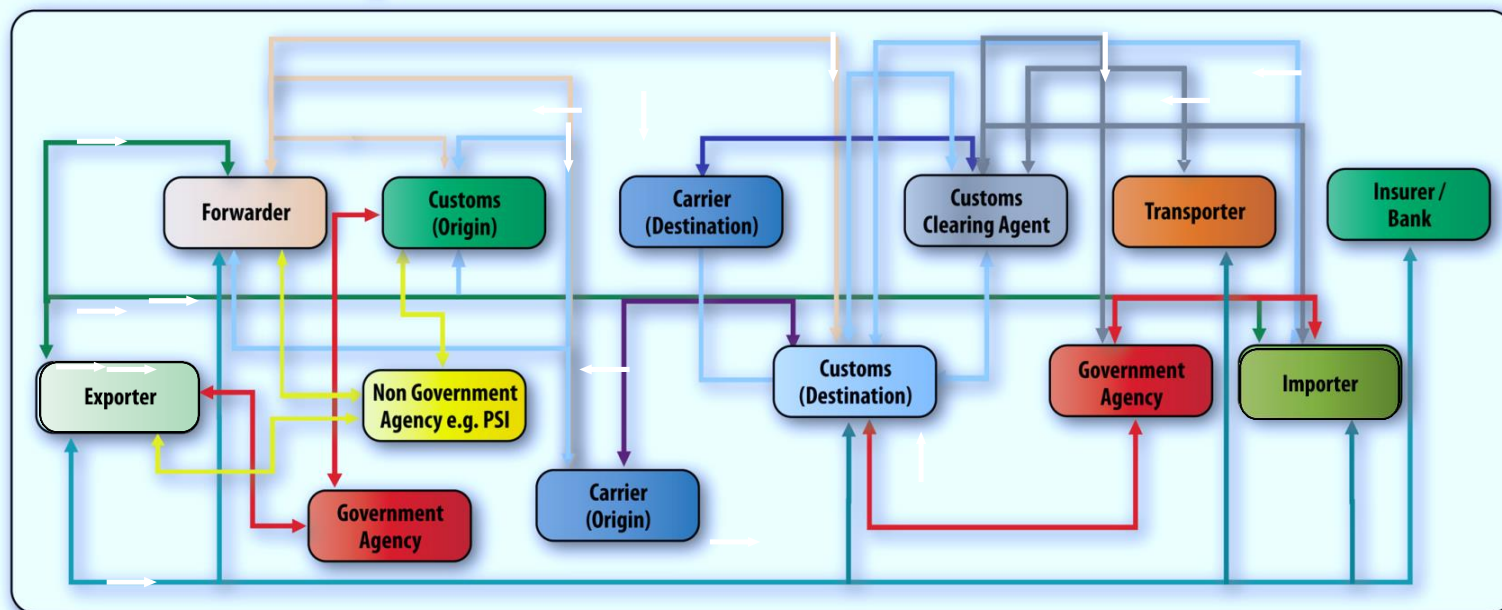 Forwarder
Customs
(Origin)
Carrier
(Destination)
Customs
Clearing Agent
Transporter
Insurer /
Bank
Exporter
Non Government
Agency e.g. PSI
Customs
(Destination)
Government
Agency
Importer
Carrier
(Origin)
Government
Agency